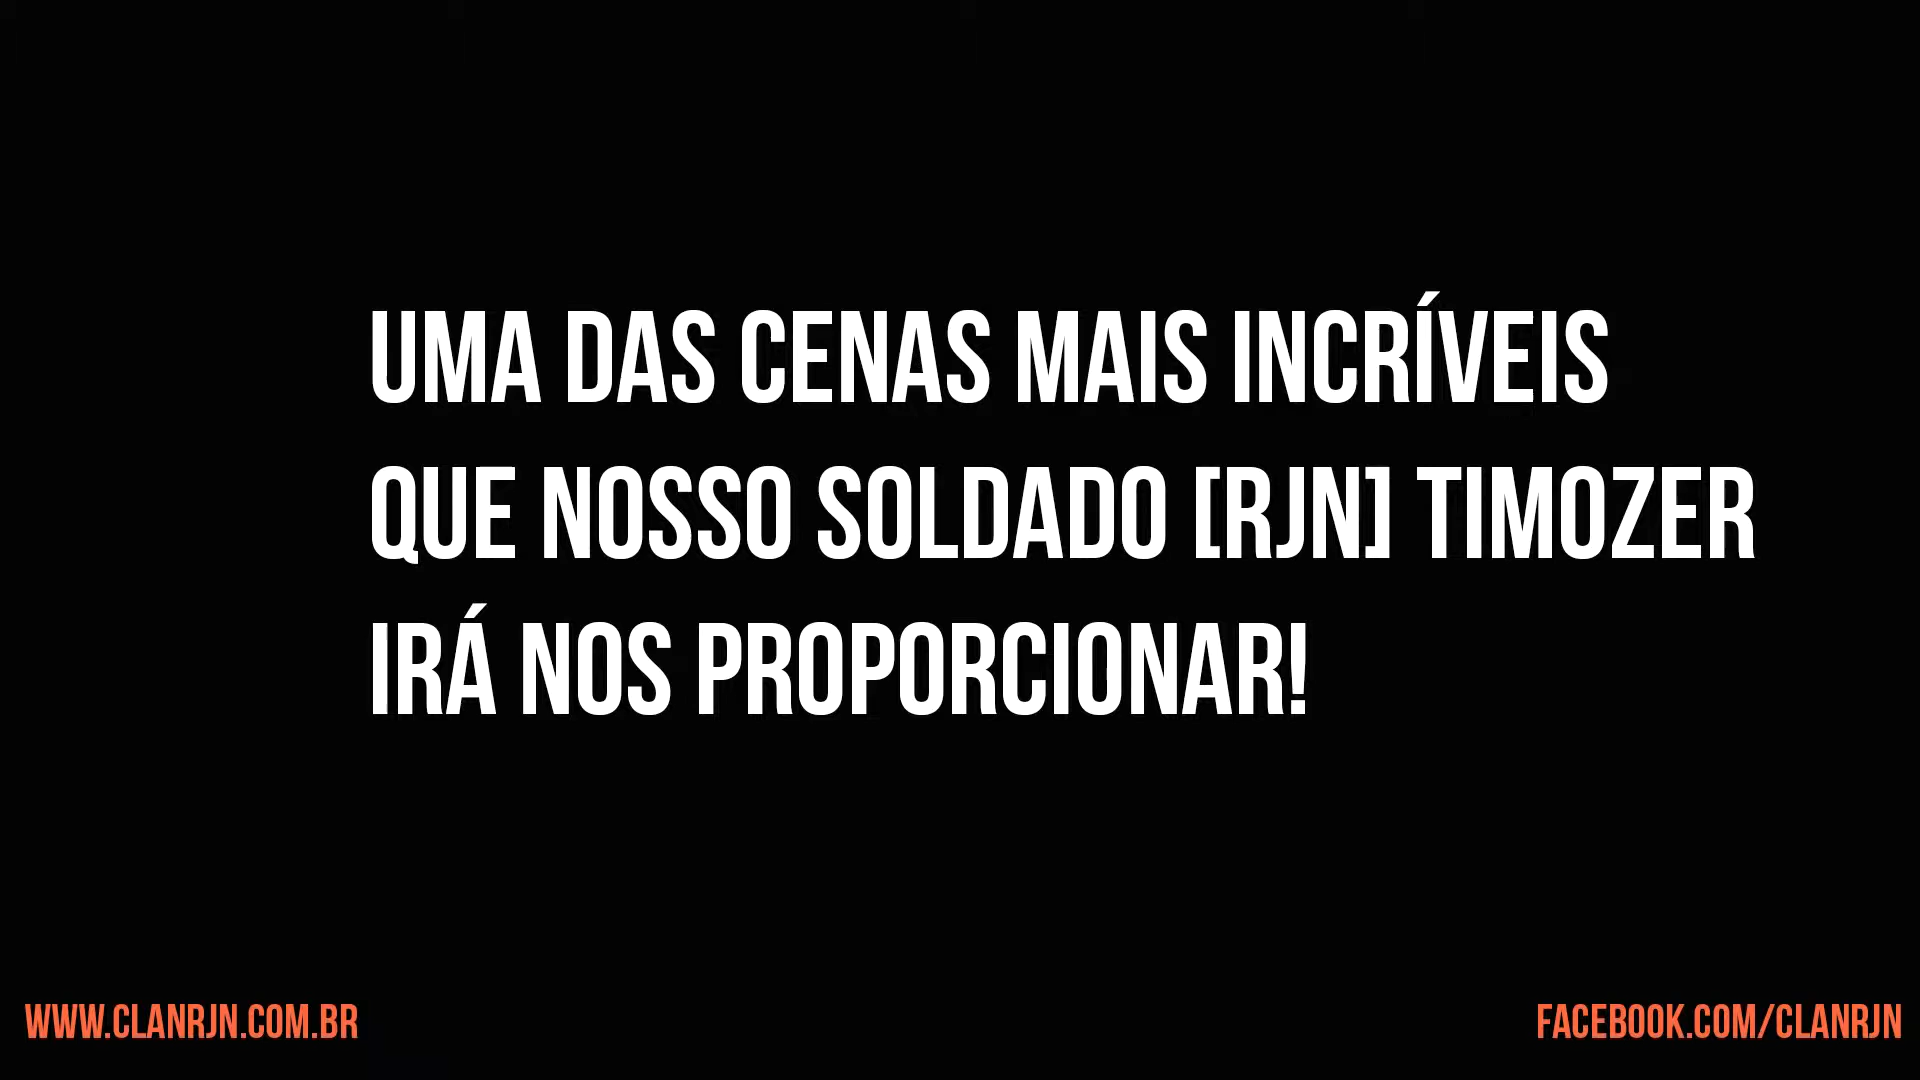 UMA DAS CENAS MAIS INCRÍVEIS
QUE NOSSO SOLDADO [RJN] TIMOZER
IRÁ NOS PROPORCIONAR!
WWW.CLANRJN.COM.BR
FACEBOOK.COM/CLANRJN